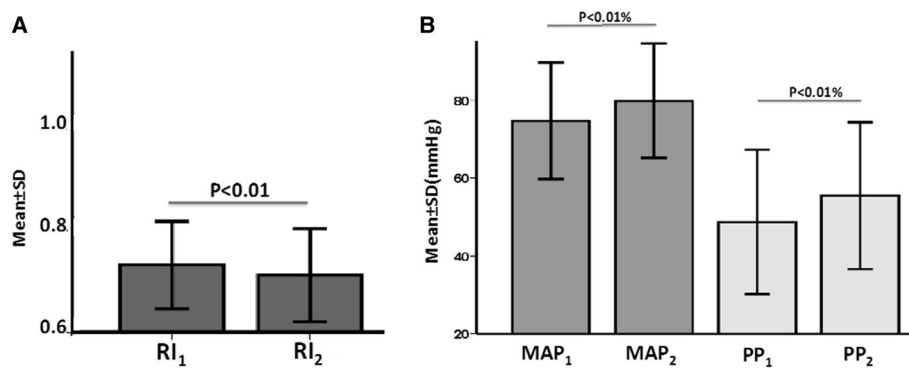 A
Mean±SD
1.0
0.8
0.6
P<0.01
RI₁ RI₂
B
Mean±SD(mmHg)
80
60
40
20
P<0.01%
P<0.01%
MAP₁ MAP₂ PP₁ PP₂